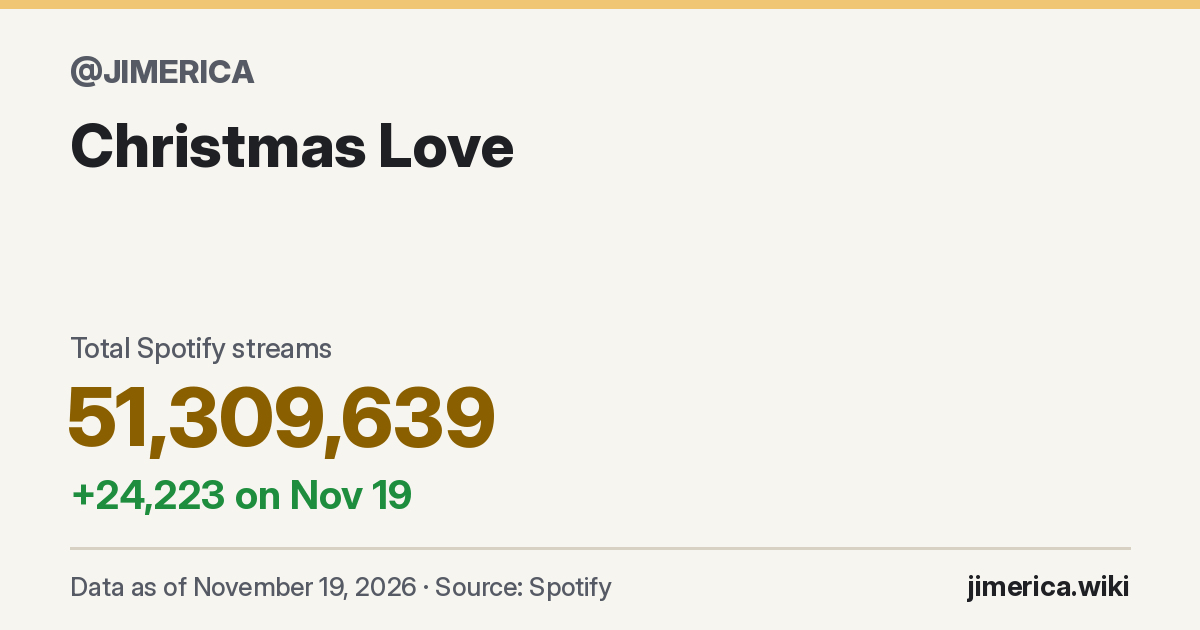 @JIMERICA
Christmas Love
Total Spotify streams
51,309,639
+24,223 on Nov 19
Data as of November 19, 2026 · Source: Spotify
jimerica.wiki